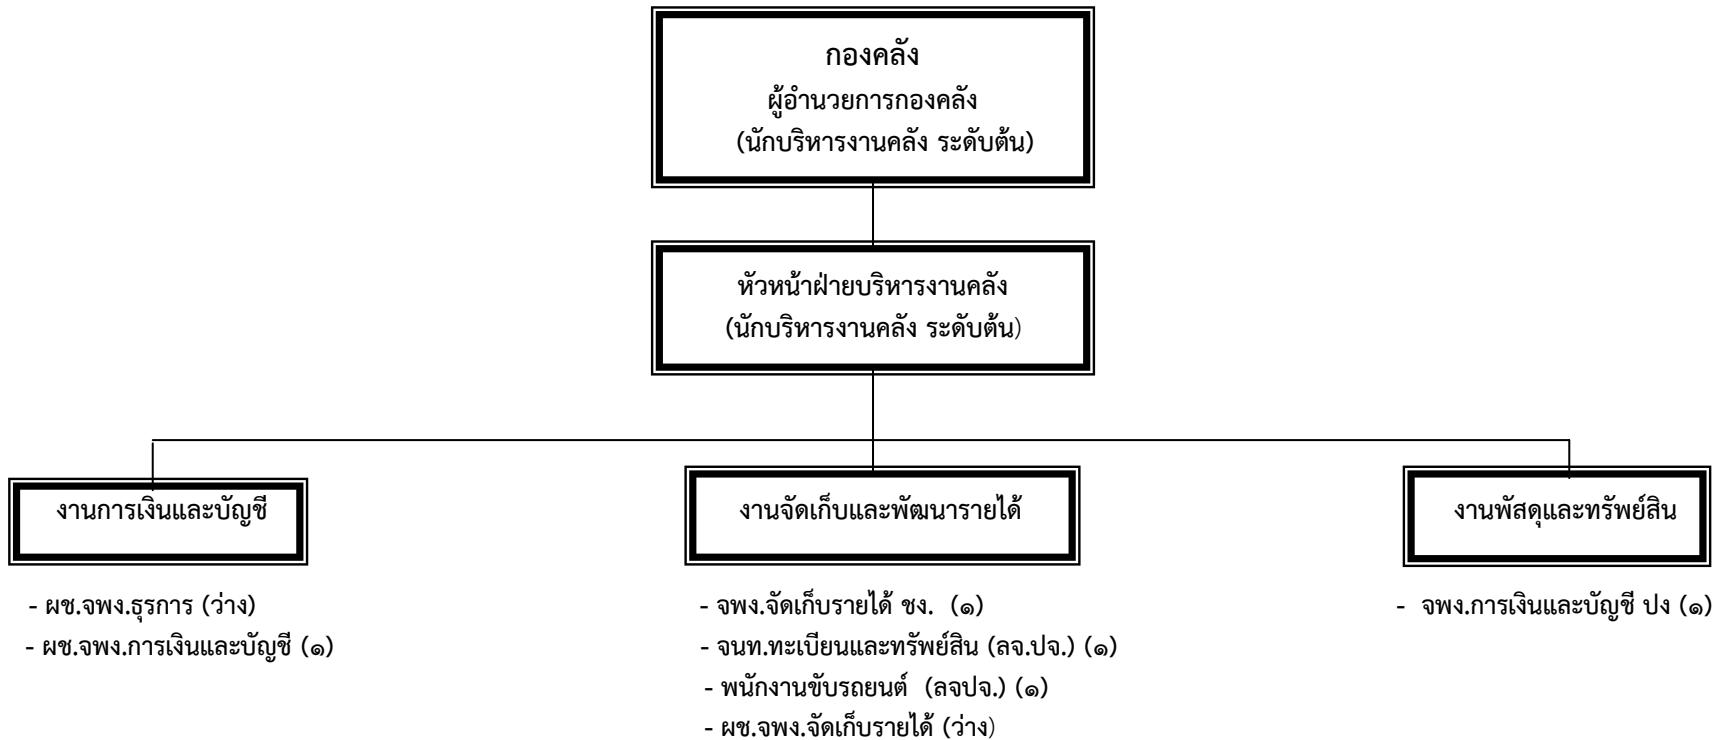 กองคลัง
ผู้อำนวยการกองคลัง
(นักบริหารงานคลัง ระดับต้น)
หัวหน้าฝ่ายบริหารงานคลัง
(นักบริหารงานคลัง ระดับต้น)
งานการเงินและบัญชี
- ผช.จพง.ธุรการ (ว่าง)
- ผช.จพง.การเงินและบัญชี (๑)
งานจัดเก็บและพัฒนารายได้
- จพง.จัดเก็บรายได้ ชง. (๑)
- จนท.ทะเบียนและทรัพย์สิน (ลจ.ปจ.) (๑)
- พนักงานขับรถยนต์ (ลจปจ.) (๑)
- ผช.จพง.จัดเก็บรายได้ (ว่าง)
งานพัสดุและทรัพย์สิน
- จพง.การเงินและบัญชี ปง (๑)